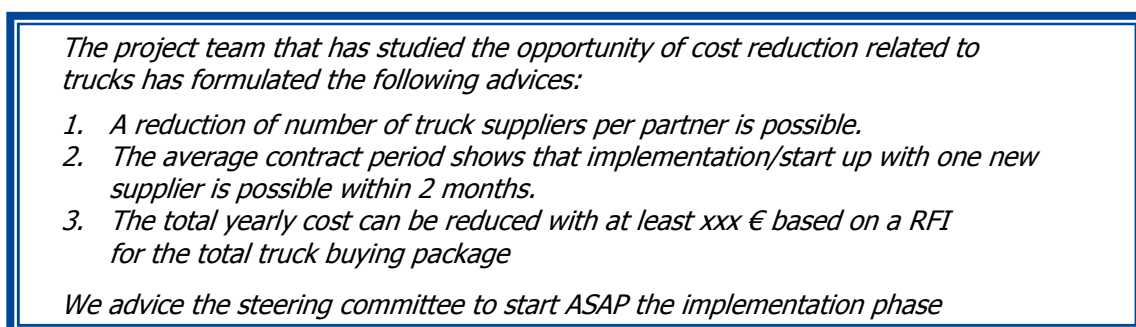 The project team that has studied the opportunity of cost reduction related to
trucks has formulated the following advices:
1. A reduction of number of truck suppliers per partner is possible.
2. The average contract period shows that implementation/start up with one new
supplier is possible within 2 months.
3. The total yearly cost can be reduced with at least xxx € based on a RFI
for the total truck buying package
We advice the steering committee to start ASAP the implementation phase